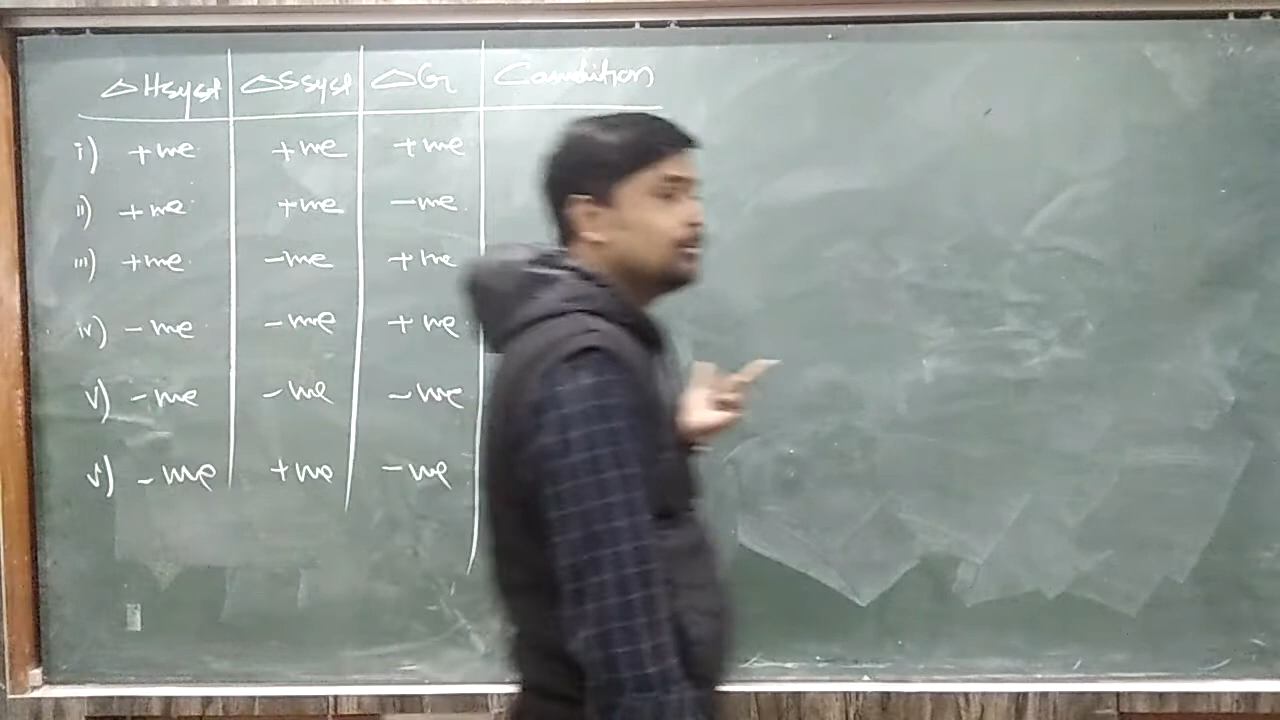 ΔHsyst ΔSsyst ΔG Condition
i) +ve +ve +ve
ii) +ve +ve -ve
iii) +ve -ve +ve
iv) -ve -ve +ve
v) -ve -ve -ve
vi) -ve +ve -ve